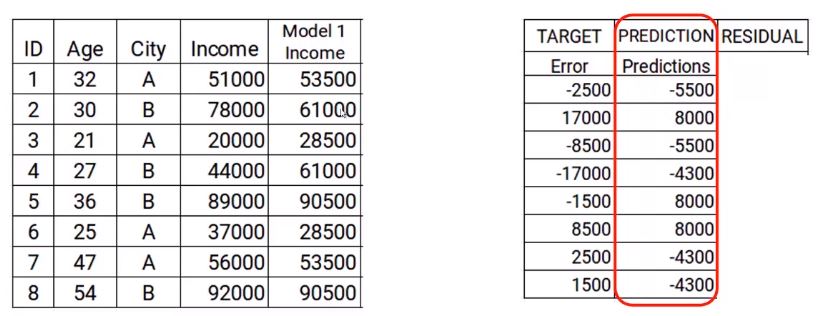 ID Age City Income Model 1 Income
1 32 A 51000 53500
2 30 B 78000 61000
3 21 A 20000 28500
4 27 B 44000 61000
5 36 B 89000 90500
6 25 A 37000 28500
7 47 A 56000 53500
8 54 B 92000 90500
TARGET PREDICTION RESIDUAL
Error Predictions
-2500 -5500
17000 8000
-8500 -5500
-17000 -4300
-1500 8000
8500 8000
2500 -4300
1500 -4300